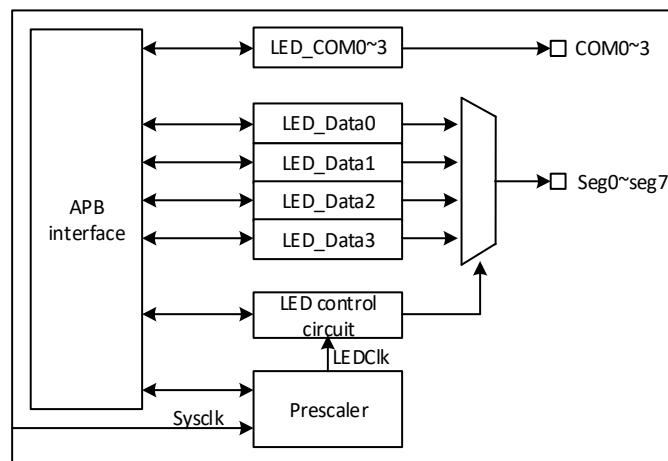 LED_COM0~3
COM0~3
LED_Data0
LED_Data1
LED_Data2
LED_Data3
Seg0~seg7
APB
interface
LED control
circuit
LEDClk
Prescaler
Sysclk